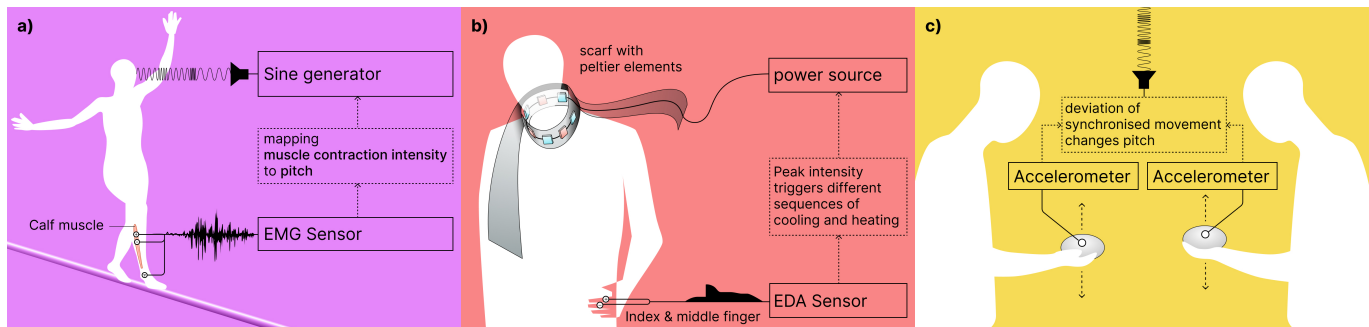 a)
Sine generator
mapping
muscle contraction intensity
to pitch
Calf muscle
EMG Sensor
b)
scarf with
peltier elements
power source
Peak intensity
triggers different
sequences of
cooling and heating
EDA Sensor
Index & middle finger
c)
deviation of
synchronised movement
changes pitch
Accelerometer
Accelerometer